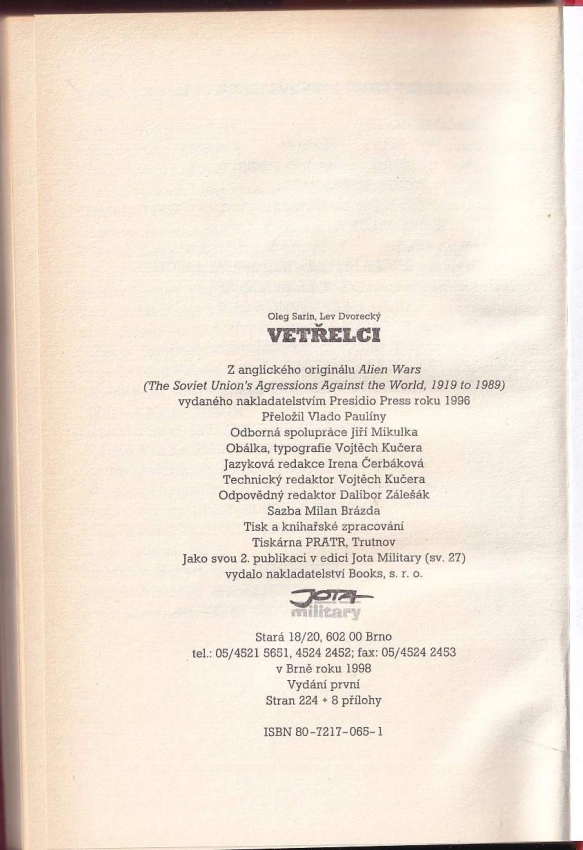 Oleg Sarin, Lev Dvorecký
VETŘELCI
Z anglického originálu Alien Wars
(The Soviet Union's Agressions Against the World, 1919 to 1989)
vydaného nakladatelstvím Presidio Press roku 1996
Přeložil Vlado Paulíny
Odborná spolupráce Jiří Mikulka
Obálka, typografie Vojtěch Kučera
Jazyková redakce Irena Čerbáková
Technický redaktor Vojtěch Kučera
Odpovědný redaktor Dalibor Zálešák
Sazba Milan Brázda
Tisk a knihařské zpracování
Tiskárna PRATR, Trutnov
Jako svou 2. publikaci v edici Jota Military (sv. 27)
vydalo nakladatelství Books, s. r. o.
JOTA
military
Stará 18/20, 602 00 Brno
tel.: 05/4521 5651, 4524 2452; fax: 05/4524 2453
v Brně roku 1998
Vydání první
Stran 224 + 8 přílohy
ISBN 80-7217-065-1